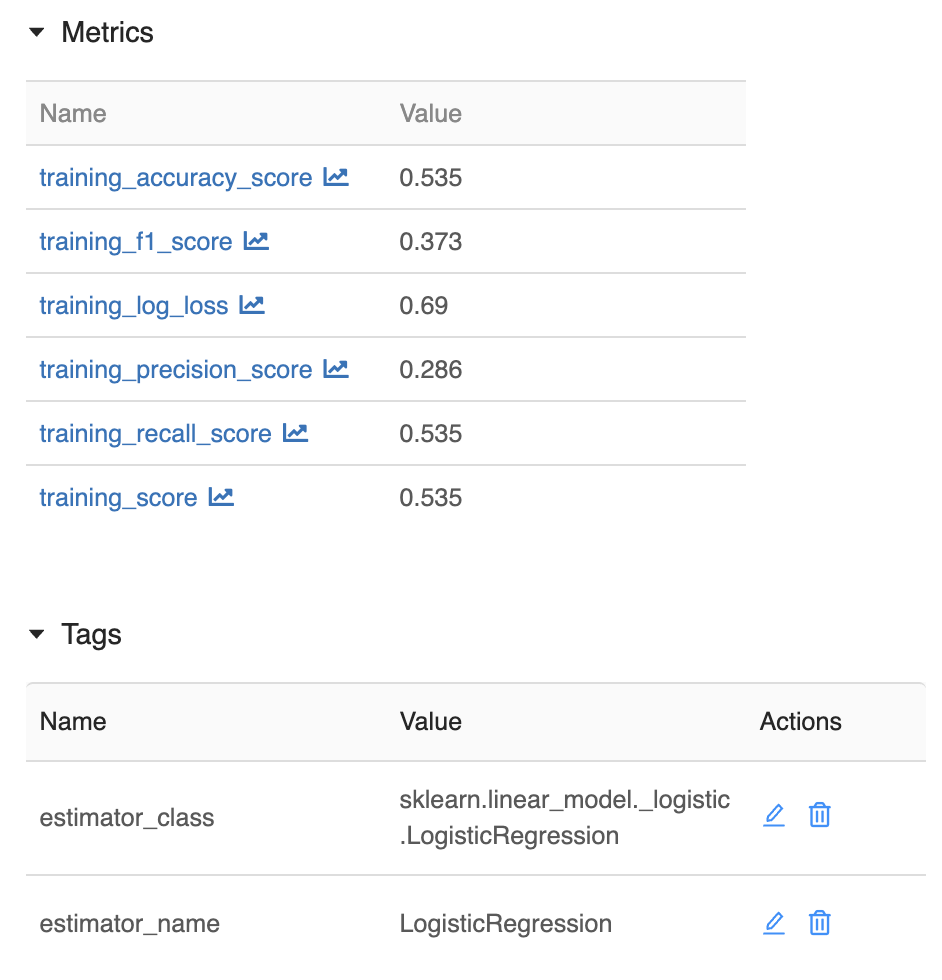 Metrics
Name Value
training_accuracy_score 0.535
training_f1_score 0.373
training_log_loss 0.69
training_precision_score 0.286
training_recall_score 0.535
training_score 0.535
Tags
Name Value Actions
estimator_class sklearn.linear_model._logistic
.LogisticRegression
estimator_name LogisticRegression